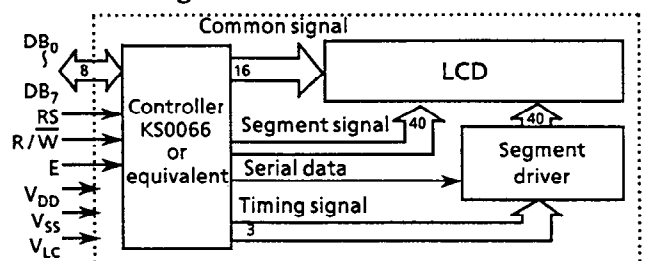 Common signal
DB0
8
16
LCD
DB7
Controller
KS0066
or
equivalent
RS
R/W̅
E
Segment signal
40
40
Segment
driver
Serial data
Timing signal
3
VDD
VSS
VLC